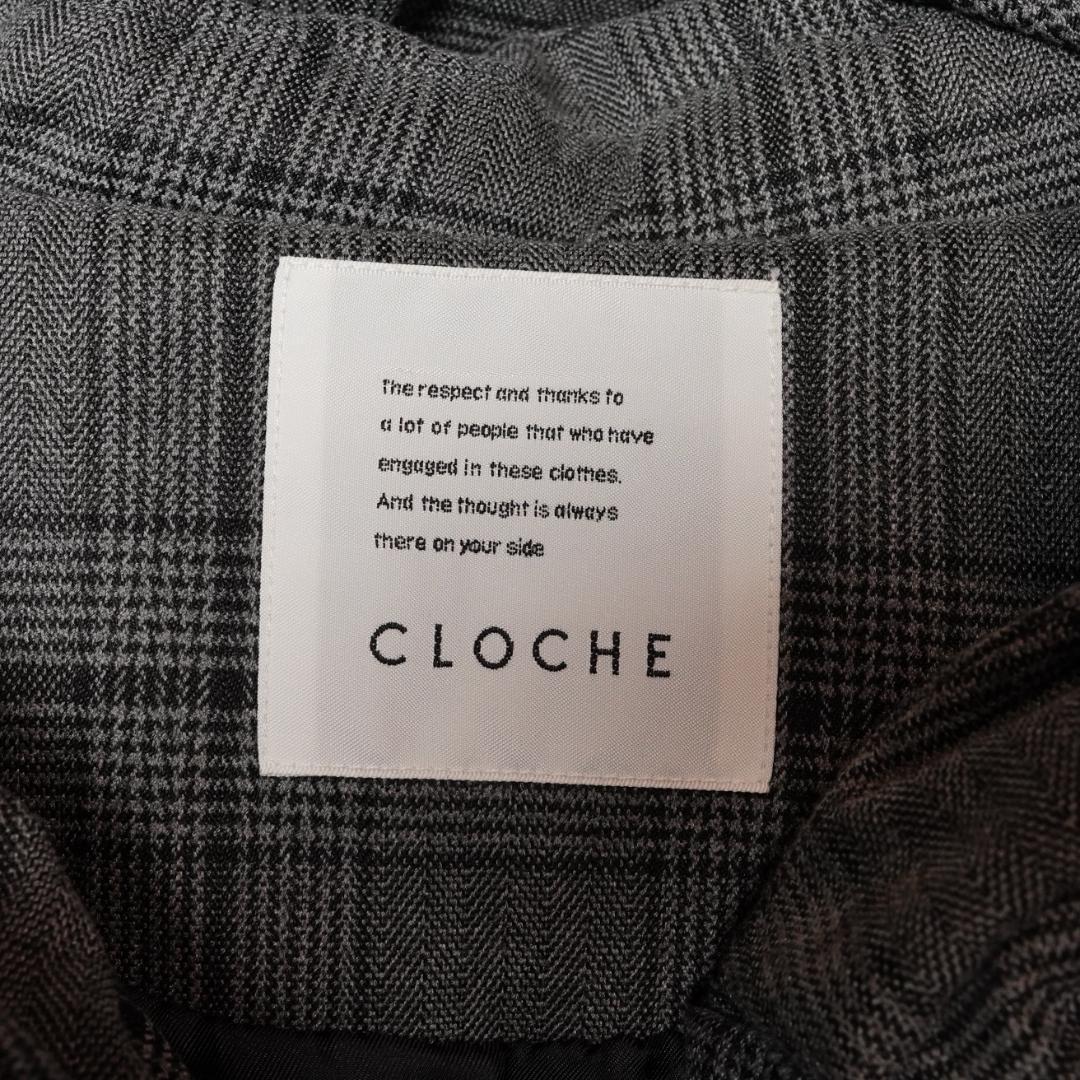 The respect and thanks to
a lot of people that who have
engaged in these clothes.
And the thought is always
there on your side
CLOCHE